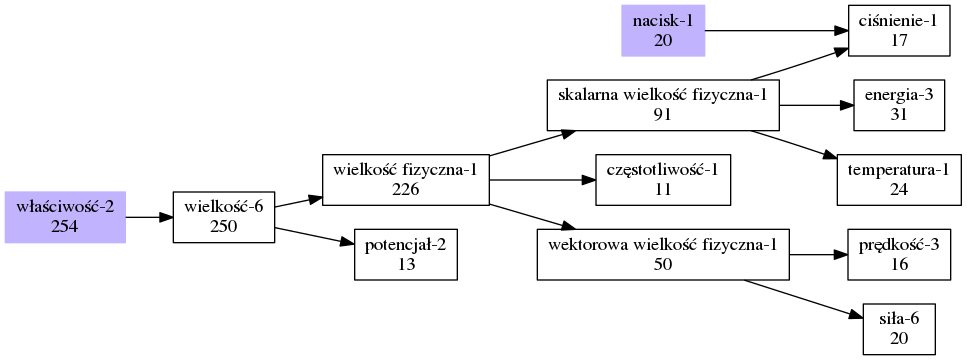 nacisk-1
20
ciśnienie-1
17
skalarna wielkość fizyczna-1
91
energia-3
31
wielkość fizyczna-1
226
częstotliwość-1
11
temperatura-1
24
właściwość-2
254
wielkość-6
250
potencjał-2
13
wektorowa wielkość fizyczna-1
50
prędkość-3
16
siła-6
20